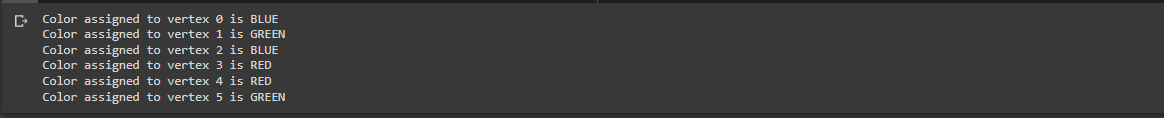 Color assigned to vertex 0 is BLUE
Color assigned to vertex 1 is GREEN
Color assigned to vertex 2 is BLUE
Color assigned to vertex 3 is RED
Color assigned to vertex 4 is RED
Color assigned to vertex 5 is GREEN